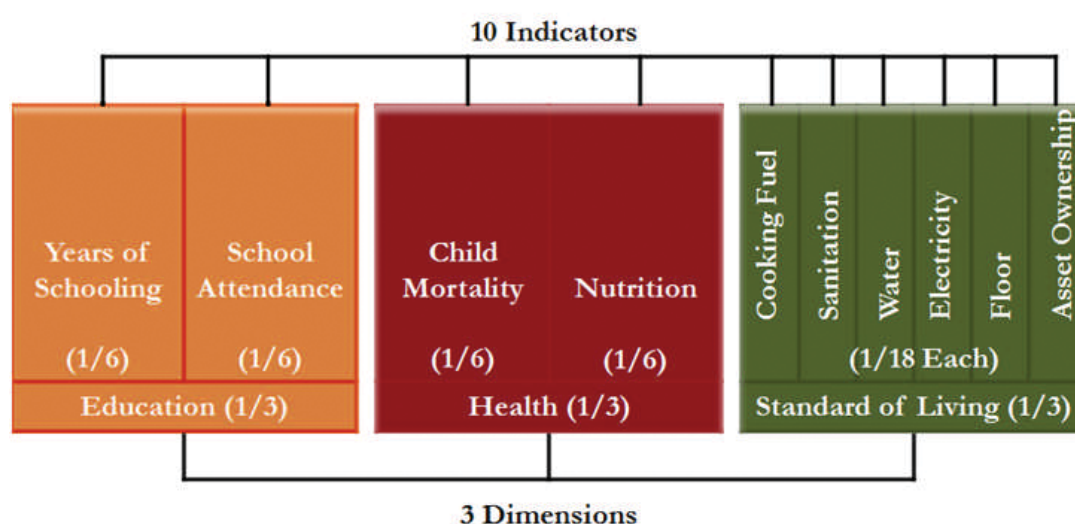 10 Indicators
Years of
Schooling
(1/6)
School
Attendance
(1/6)
Education (1/3)
Child
Mortality
(1/6)
Nutrition
(1/6)
Health (1/3)
Cooking Fuel
Sanitation
Water
Electricity
Floor
Asset Ownership
(1/18 Each)
Standard of Living (1/3)
3 Dimensions